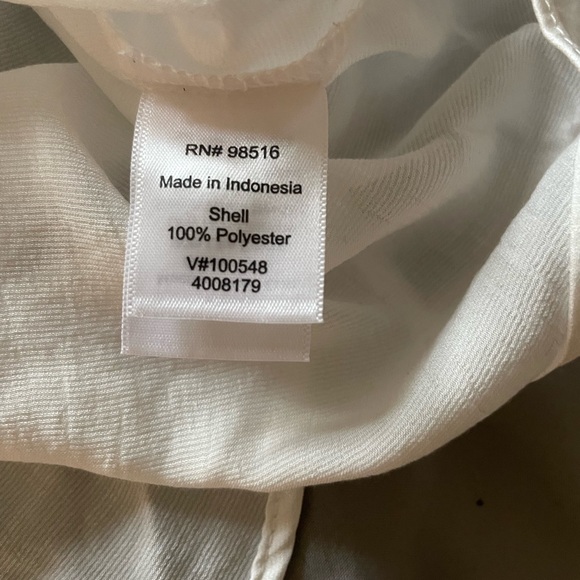 RN# 98516
Made in Indonesia
Shell
100% Polyester
V#100548
4008179